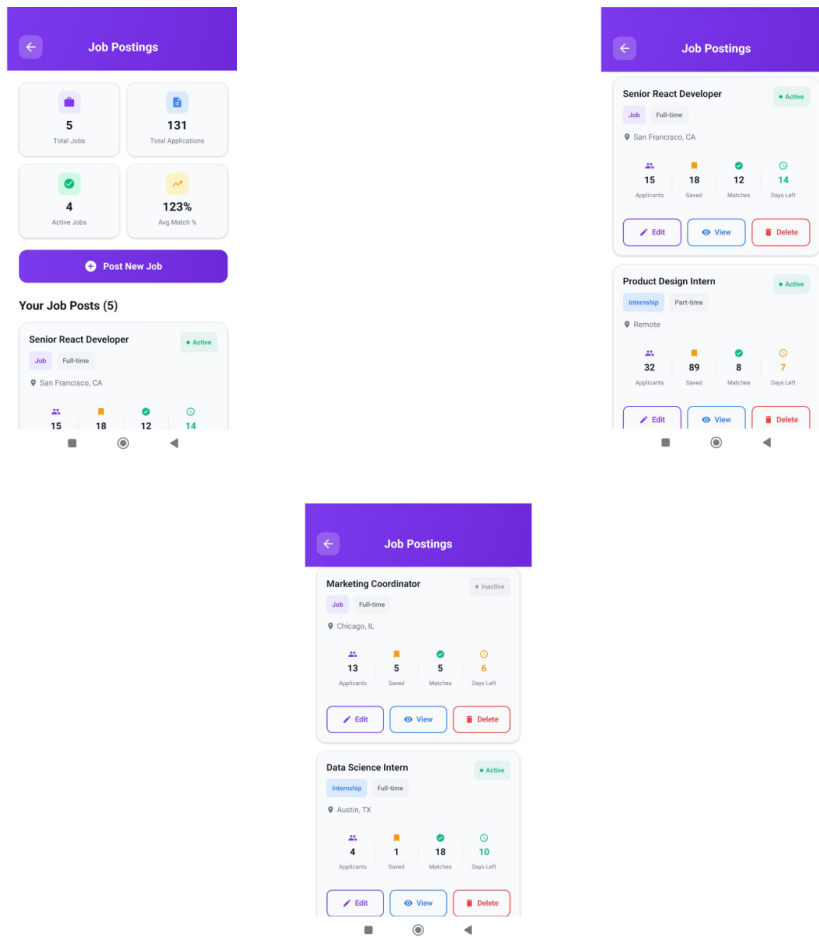 Job Postings
5
Total Jobs
131
Total Applications
4
Active Jobs
123%
Avg Match %
Post New Job
Your Job Posts (5)
Senior React Developer
Active
Job Full-time
San Francisco, CA
15 18 12 14
Job Postings
Senior React Developer
Active
Job Full-time
San Francisco, CA
15 18 12 14
Applicants Saved Matches Days Left
Edit View Delete
Product Design Intern
Active
Internship Part-time
Remote
32 89 8 7
Applicants Saved Matches Days Left
Edit View Delete
Job Postings
Marketing Coordinator
Inactive
Job Full-time
Chicago, IL
13 5 5 6
Applicants Saved Matches Days Left
Edit View Delete
Data Science Intern
Active
Internship Full-time
Austin, TX
4 1 18 10
Applicants Saved Matches Days Left
Edit View Delete